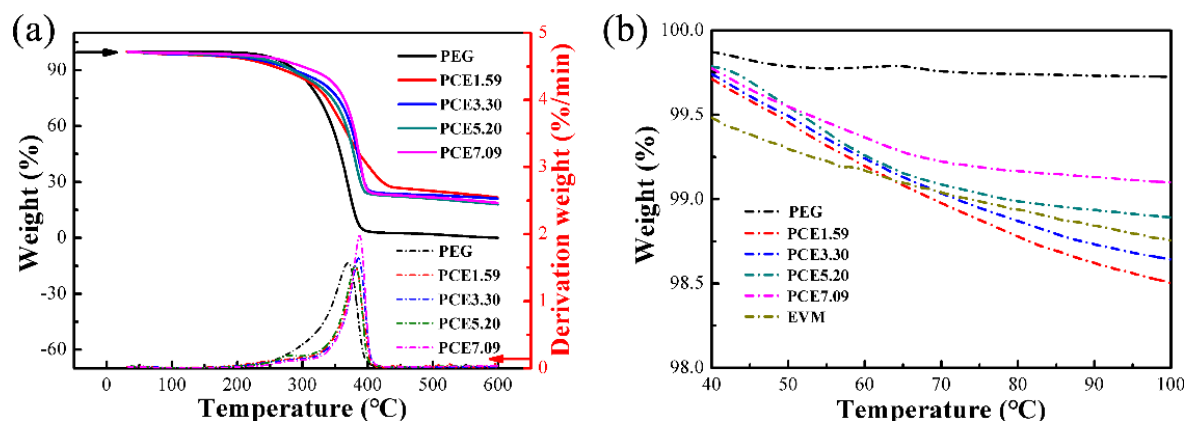 (a)
Weight (%)
90
60
30
0
-30
-60
PEG
PCE1.59
PCE3.30
PCE5.20
PCE7.09
PEG
PCE1.59
PCE3.30
PCE5.20
PCE7.09
5
4
3
2
1
0
Derivation weight (%/min)
0 100 200 300 400 500 600
Temperature (°C)
(b)
Weight (%)
100.0
99.5
99.0
98.5
98.0
PEG
PCE1.59
PCE3.30
PCE5.20
PCE7.09
EVM
40 50 60 70 80 90 100
Temperature (°C)